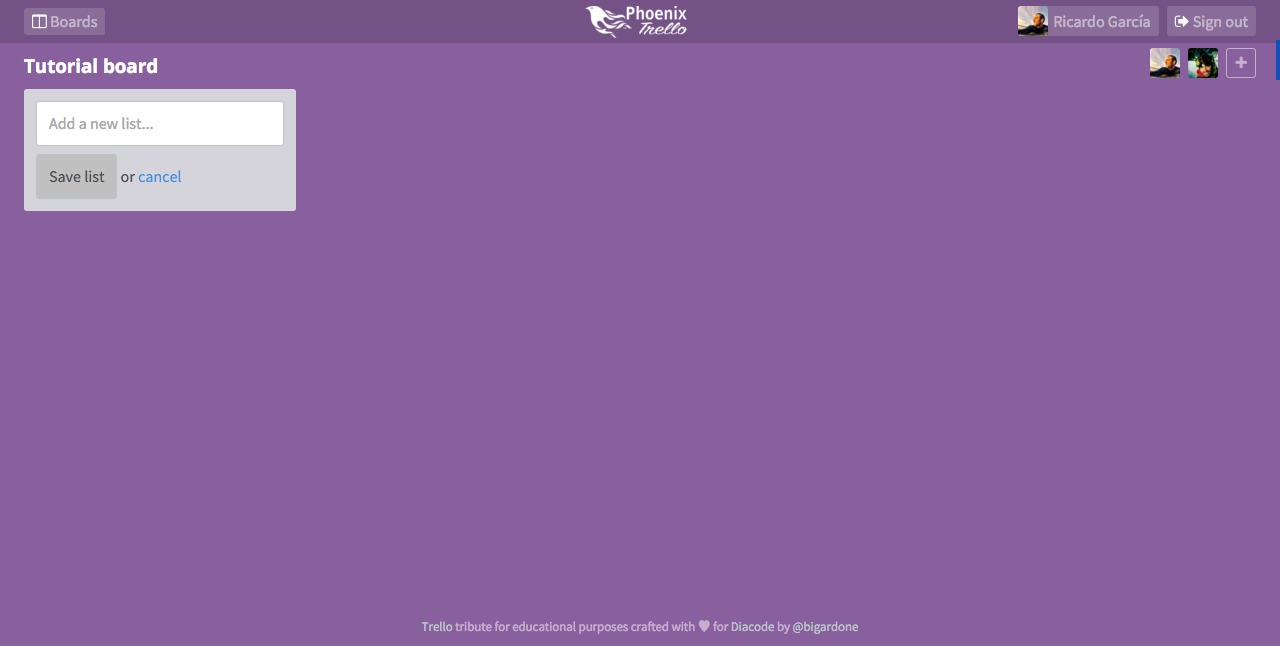 Boards
Phoenix
Trello
Ricardo García
Sign out
Tutorial board
+
Add a new list...
Save list or cancel
Trello tribute for educational purposes crafted with ♥ for Diacode by @bigardone